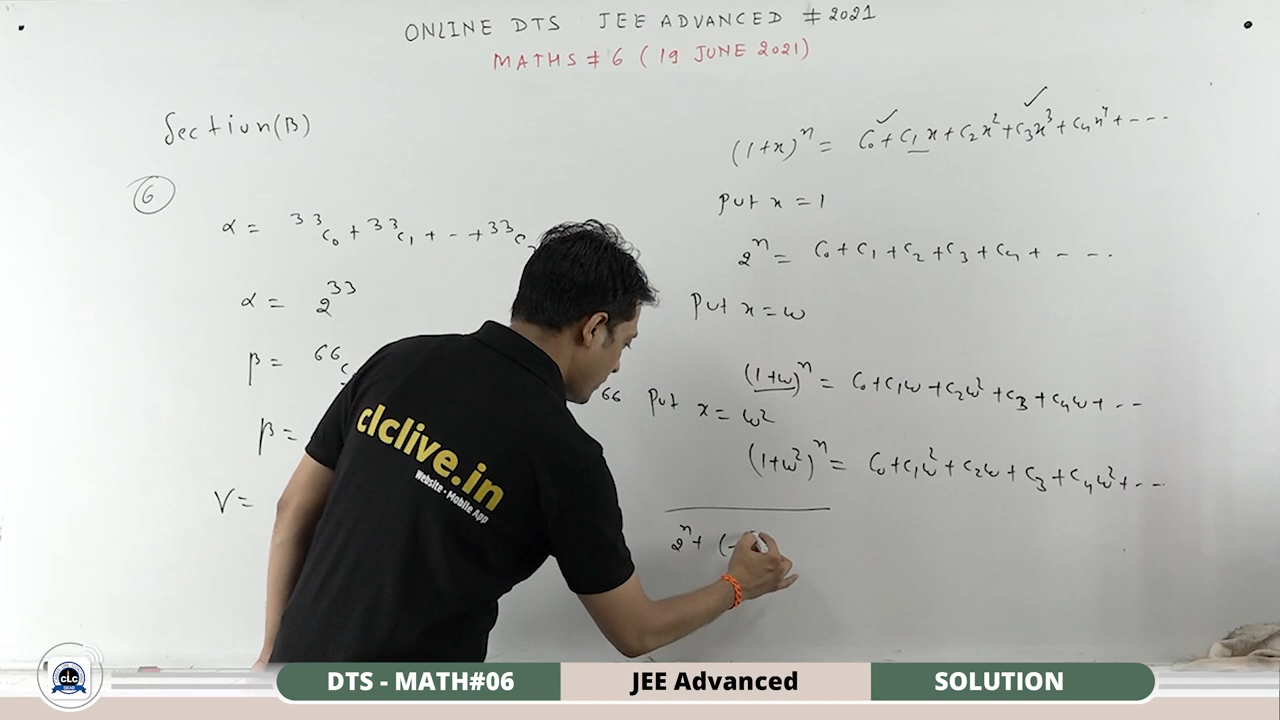 ONLINE DTS JEE ADVANCED # 2021
MATHS # 6 ( 19 JUNE 2021 )
Section(B)
6
α = ³³C₀ + ³³C₁ + -- + ³³C
α = 2³³
β = ⁶⁶C
66
β =
γ =
(1+x)ⁿ = C₀ + C₁x + C₂x² + C₃x³ + C₄x⁴ + ----
put x = 1
2ⁿ = C₀ + C₁ + C₂ + C₃ + C₄ + - - - .
Put x = ω
(1+ω)ⁿ = C₀ + C₁ω + C₂ω² + C₃ + C₄ω + . --
Put x = ω²
(1+ω²)ⁿ = C₀ + C₁ω² + C₂ω + C₃ + C₄ω² + - --
2ⁿ + (-
clclive.in
Website • Mobile App
CLC
SIKAR
DTS - MATH#06
JEE Advanced
SOLUTION